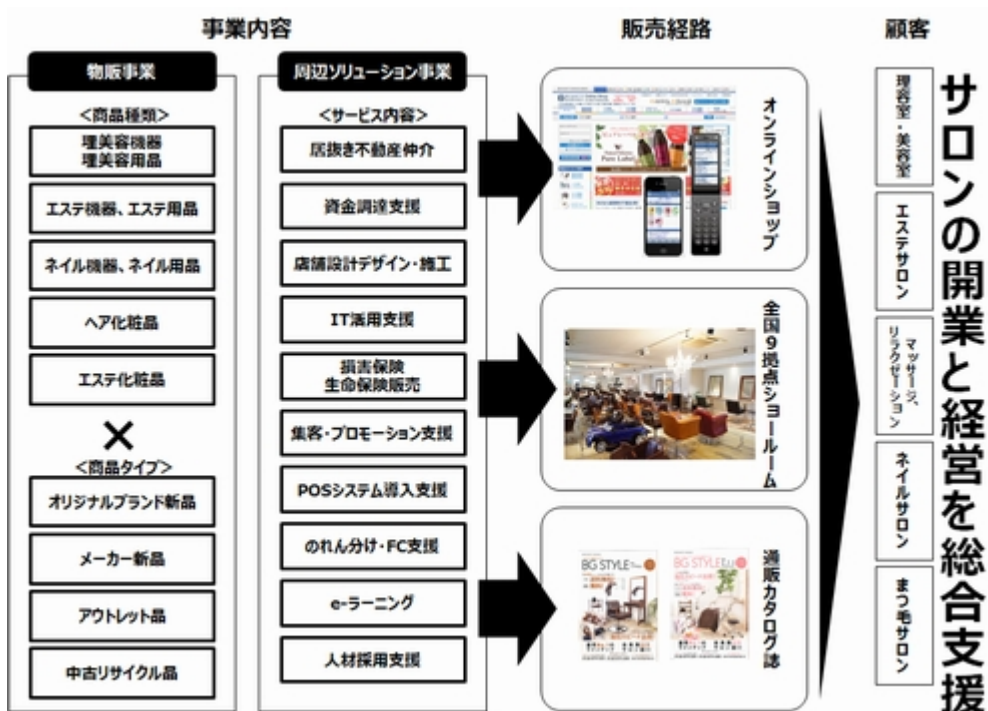 事業内容
販売経路
顧客
物販事業
<商品種類>
理美容機器
理美容用品
エステ機器、エステ用品
ネイル機器、ネイル用品
ヘア化粧品
エステ化粧品
×
<商品タイプ>
オリジナルブランド新品
メーカー新品
アウトレット品
中古リサイクル品
周辺ソリューション事業
<サービス内容>
居抜き不動産仲介
資金調達支援
店舗設計デザイン・施工
IT活用支援
損害保険
生命保険販売
集客・プロモーション支援
POSシステム導入支援
のれん分け・FC支援
e-ラーニング
人材採用支援
オンラインショップ
Pure Label
全国9拠点ショールーム
通販カタログ誌
BG STYLE
BG STYLE
理容室・美容室
エステサロン
マッサージ、
リラクゼーション
ネイルサロン
まつ毛サロン
サロンの開業と経営を総合支援